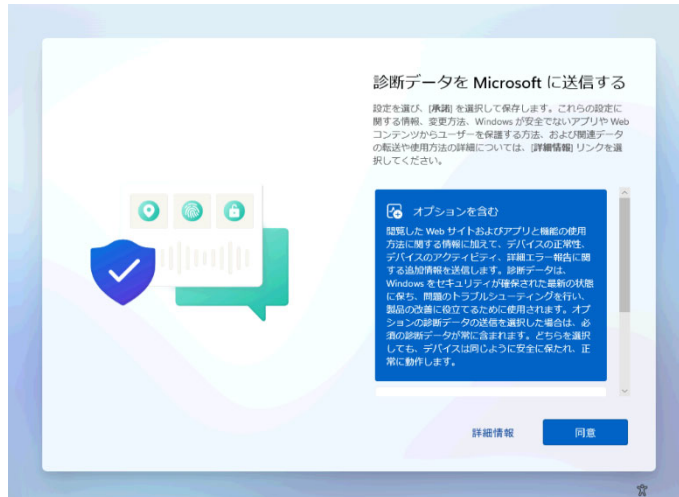 診断データを Microsoft に送信する
設定を選び、[承諾] を選択して保存します。これらの設定に
関する情報、変更方法、Windows が安全でないアプリや Web
コンテンツからユーザーを保護する方法、および関連データ
の転送や使用方法の詳細については、[詳細情報] リンクを選
択してください。
オプションを含む
閲覧した Web サイトおよびアプリと機能の使用
方法に関する情報に加えて、デバイスの正常性、
デバイスのアクティビティ、詳細エラー報告に関
する追加情報を送信します。診断データは、
Windows をセキュリティが確保された最新の状態
に保ち、問題のトラブルシューティングを行い、
製品の改善に役立てるために使用されます。オプ
ションの診断データの送信を選択した場合は、必
須の診断データが常に含まれます。どちらを選択
しても、デバイスは同じように安全に保たれ、正
常に動作します。
詳細情報
同意